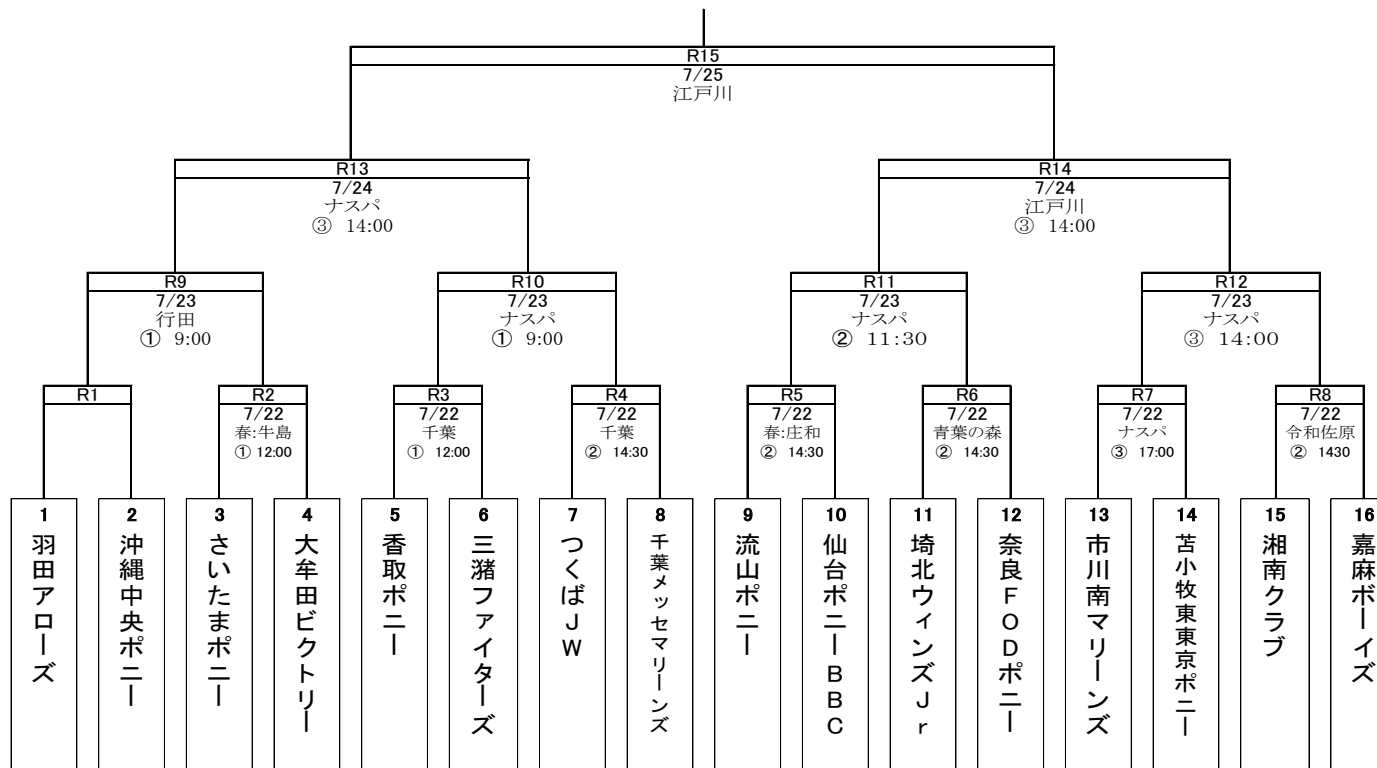 R15
7/25
江戸川
R13
7/24
ナスパ
③ 14:00
R14
7/24
江戸川
③ 14:00
R9
7/23
行田
① 9:00
R10
7/23
ナスパ
① 9:00
R11
7/23
ナスパ
② 11:30
R12
7/23
ナスパ
③ 14:00
R1
R2
7/22
春:牛島
① 12:00
R3
7/22
千葉
① 12:00
R4
7/22
千葉
② 14:30
R5
7/22
春:庄和
② 14:30
R6
7/22
青葉の森
② 14:30
R7
7/22
ナスパ
③ 17:00
R8
7/22
令和佐原
② 1430
1
羽田アローズ
2
沖縄中央ポニー
3
さいたまポニー
4
大牟田ビクトリー
5
香取ポニー
6
三潴ファイターズ
7
つくばJW
8
千葉メッセマリーンズ
9
流山ポニー
10
仙台ポニーBBC
11
埼北ウィンズJr
12
奈良FODポニー
13
市川南マリーンズ
14
苫小牧東東京ポニー
15
湘南クラブ
16
嘉麻ボーイズ